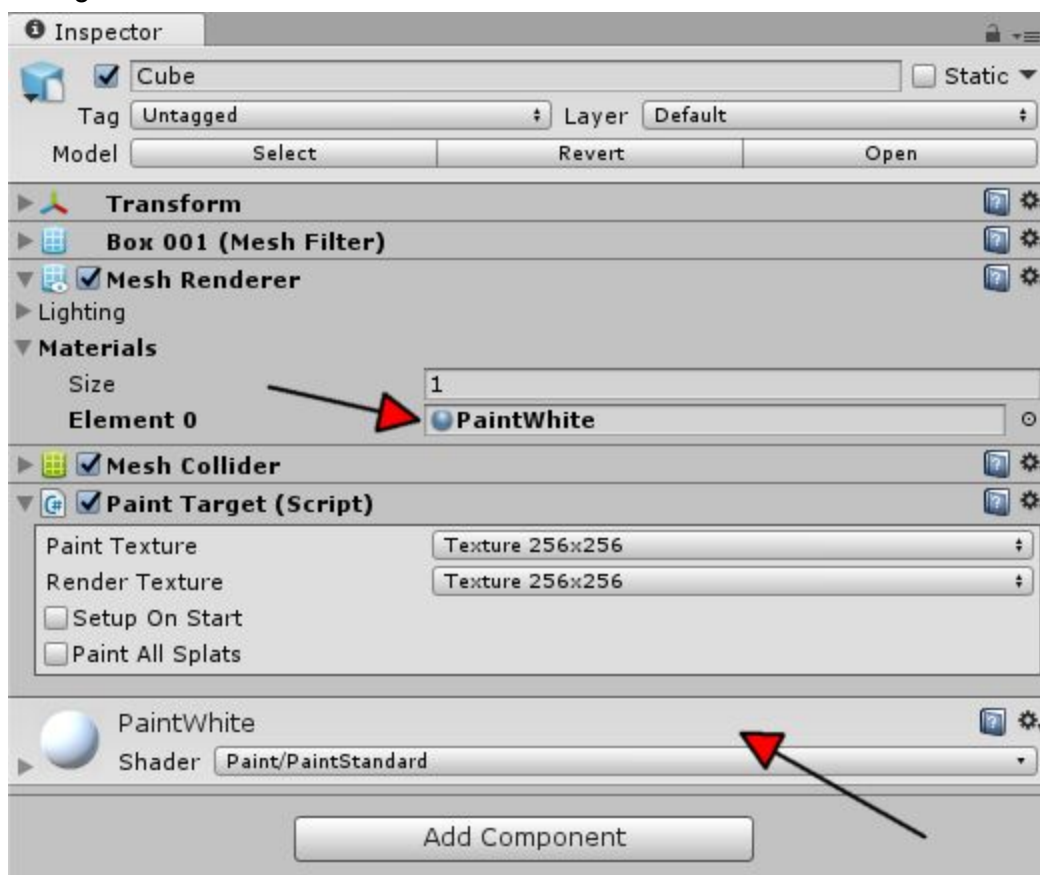 Inspector
Cube Static
Tag Untagged Layer Default
Model Select Revert Open
Transform
Box 001 (Mesh Filter)
Mesh Renderer
Lighting
Materials
Size 1
Element 0 PaintWhite
Mesh Collider
Paint Target (Script)
Paint Texture Texture 256x256
Render Texture Texture 256x256
Setup On Start
Paint All Splats
PaintWhite
Shader Paint/PaintStandard
Add Component